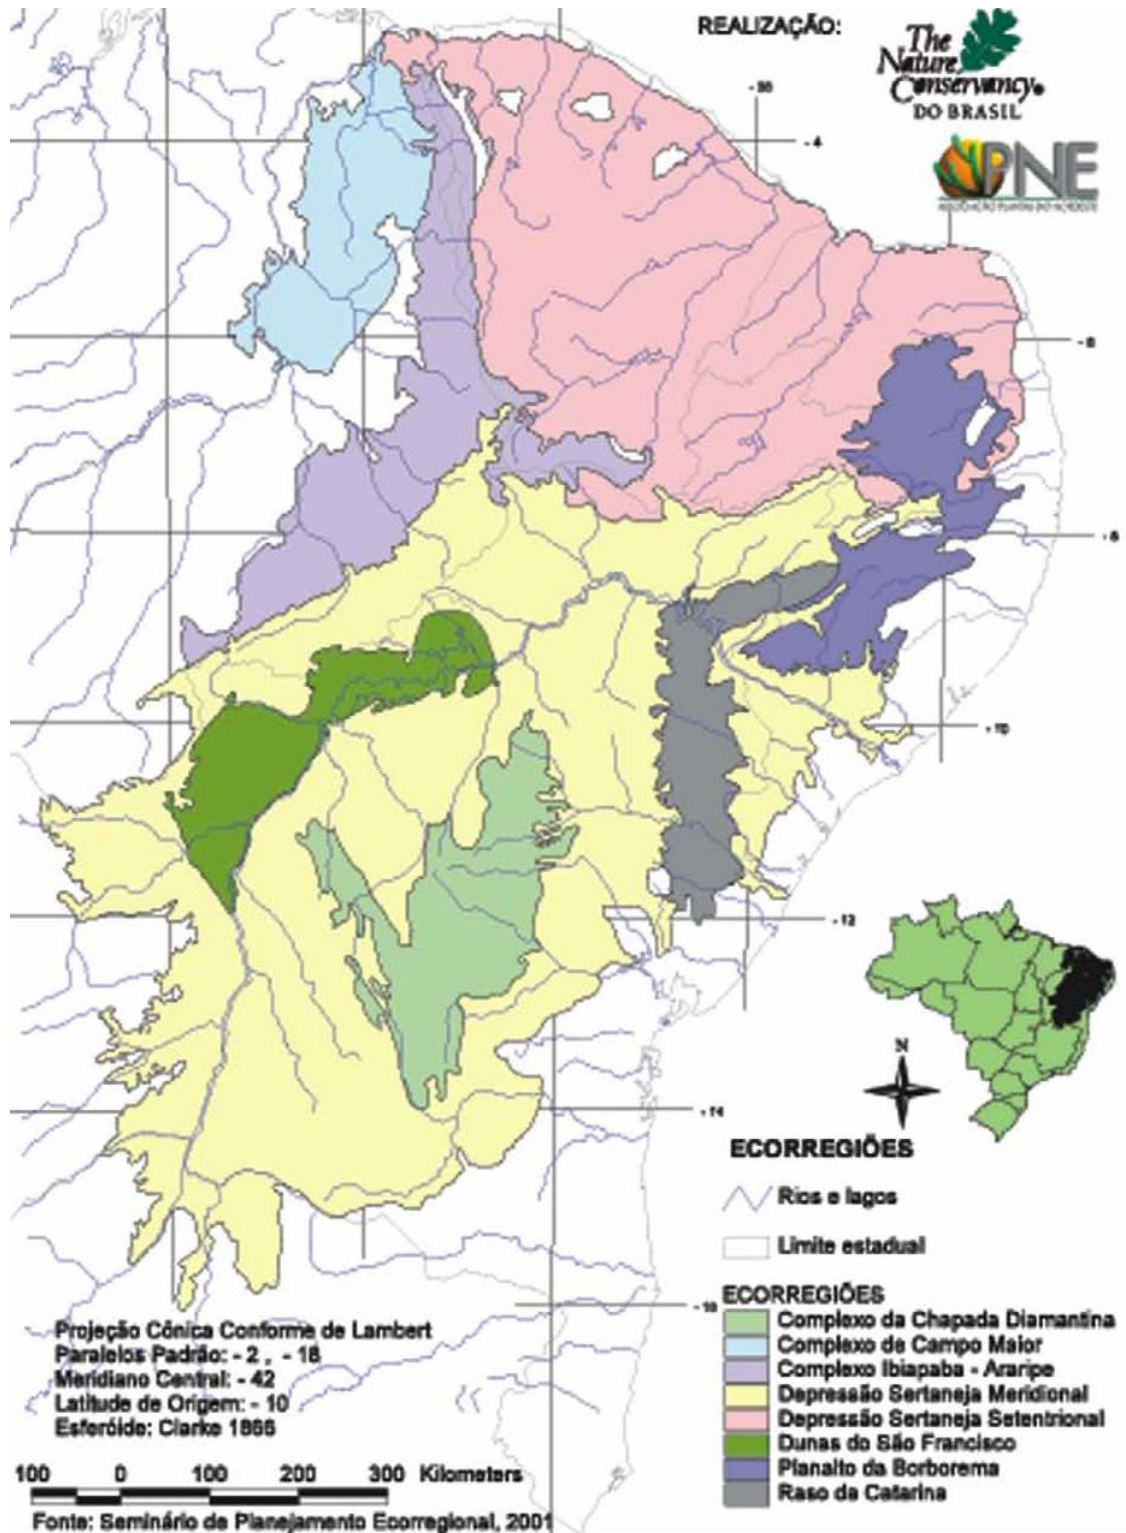 REALIZAÇÃO:
The
Nature
Conservancy®
DO BRASIL
PNE
ASSOCIAÇÃO PLANTAS DO NORDESTE
- 4
- 8
- 10
- 12
- 14
N
ECORREGIÕES
Rios e lagos
Limite estadual
ECORREGIÕES
Complexo da Chapada Diamantina
Complexo de Campo Maior
Complexo Ibiapaba - Araripe
Depressão Sertaneja Meridional
Depressão Sertaneja Setentrional
Dunas do São Francisco
Planalto da Borborema
Raso da Catarina
Projeção Cônica Conforme de Lambert
Paralelos Padrão: - 2 , - 18
Meridiano Central: - 42
Latitude de Origem: - 10
Esferóide: Clarke 1866
100 0 100 200 300 Kilometers
Fonte: Seminário de Planejamento Ecorregional, 2001